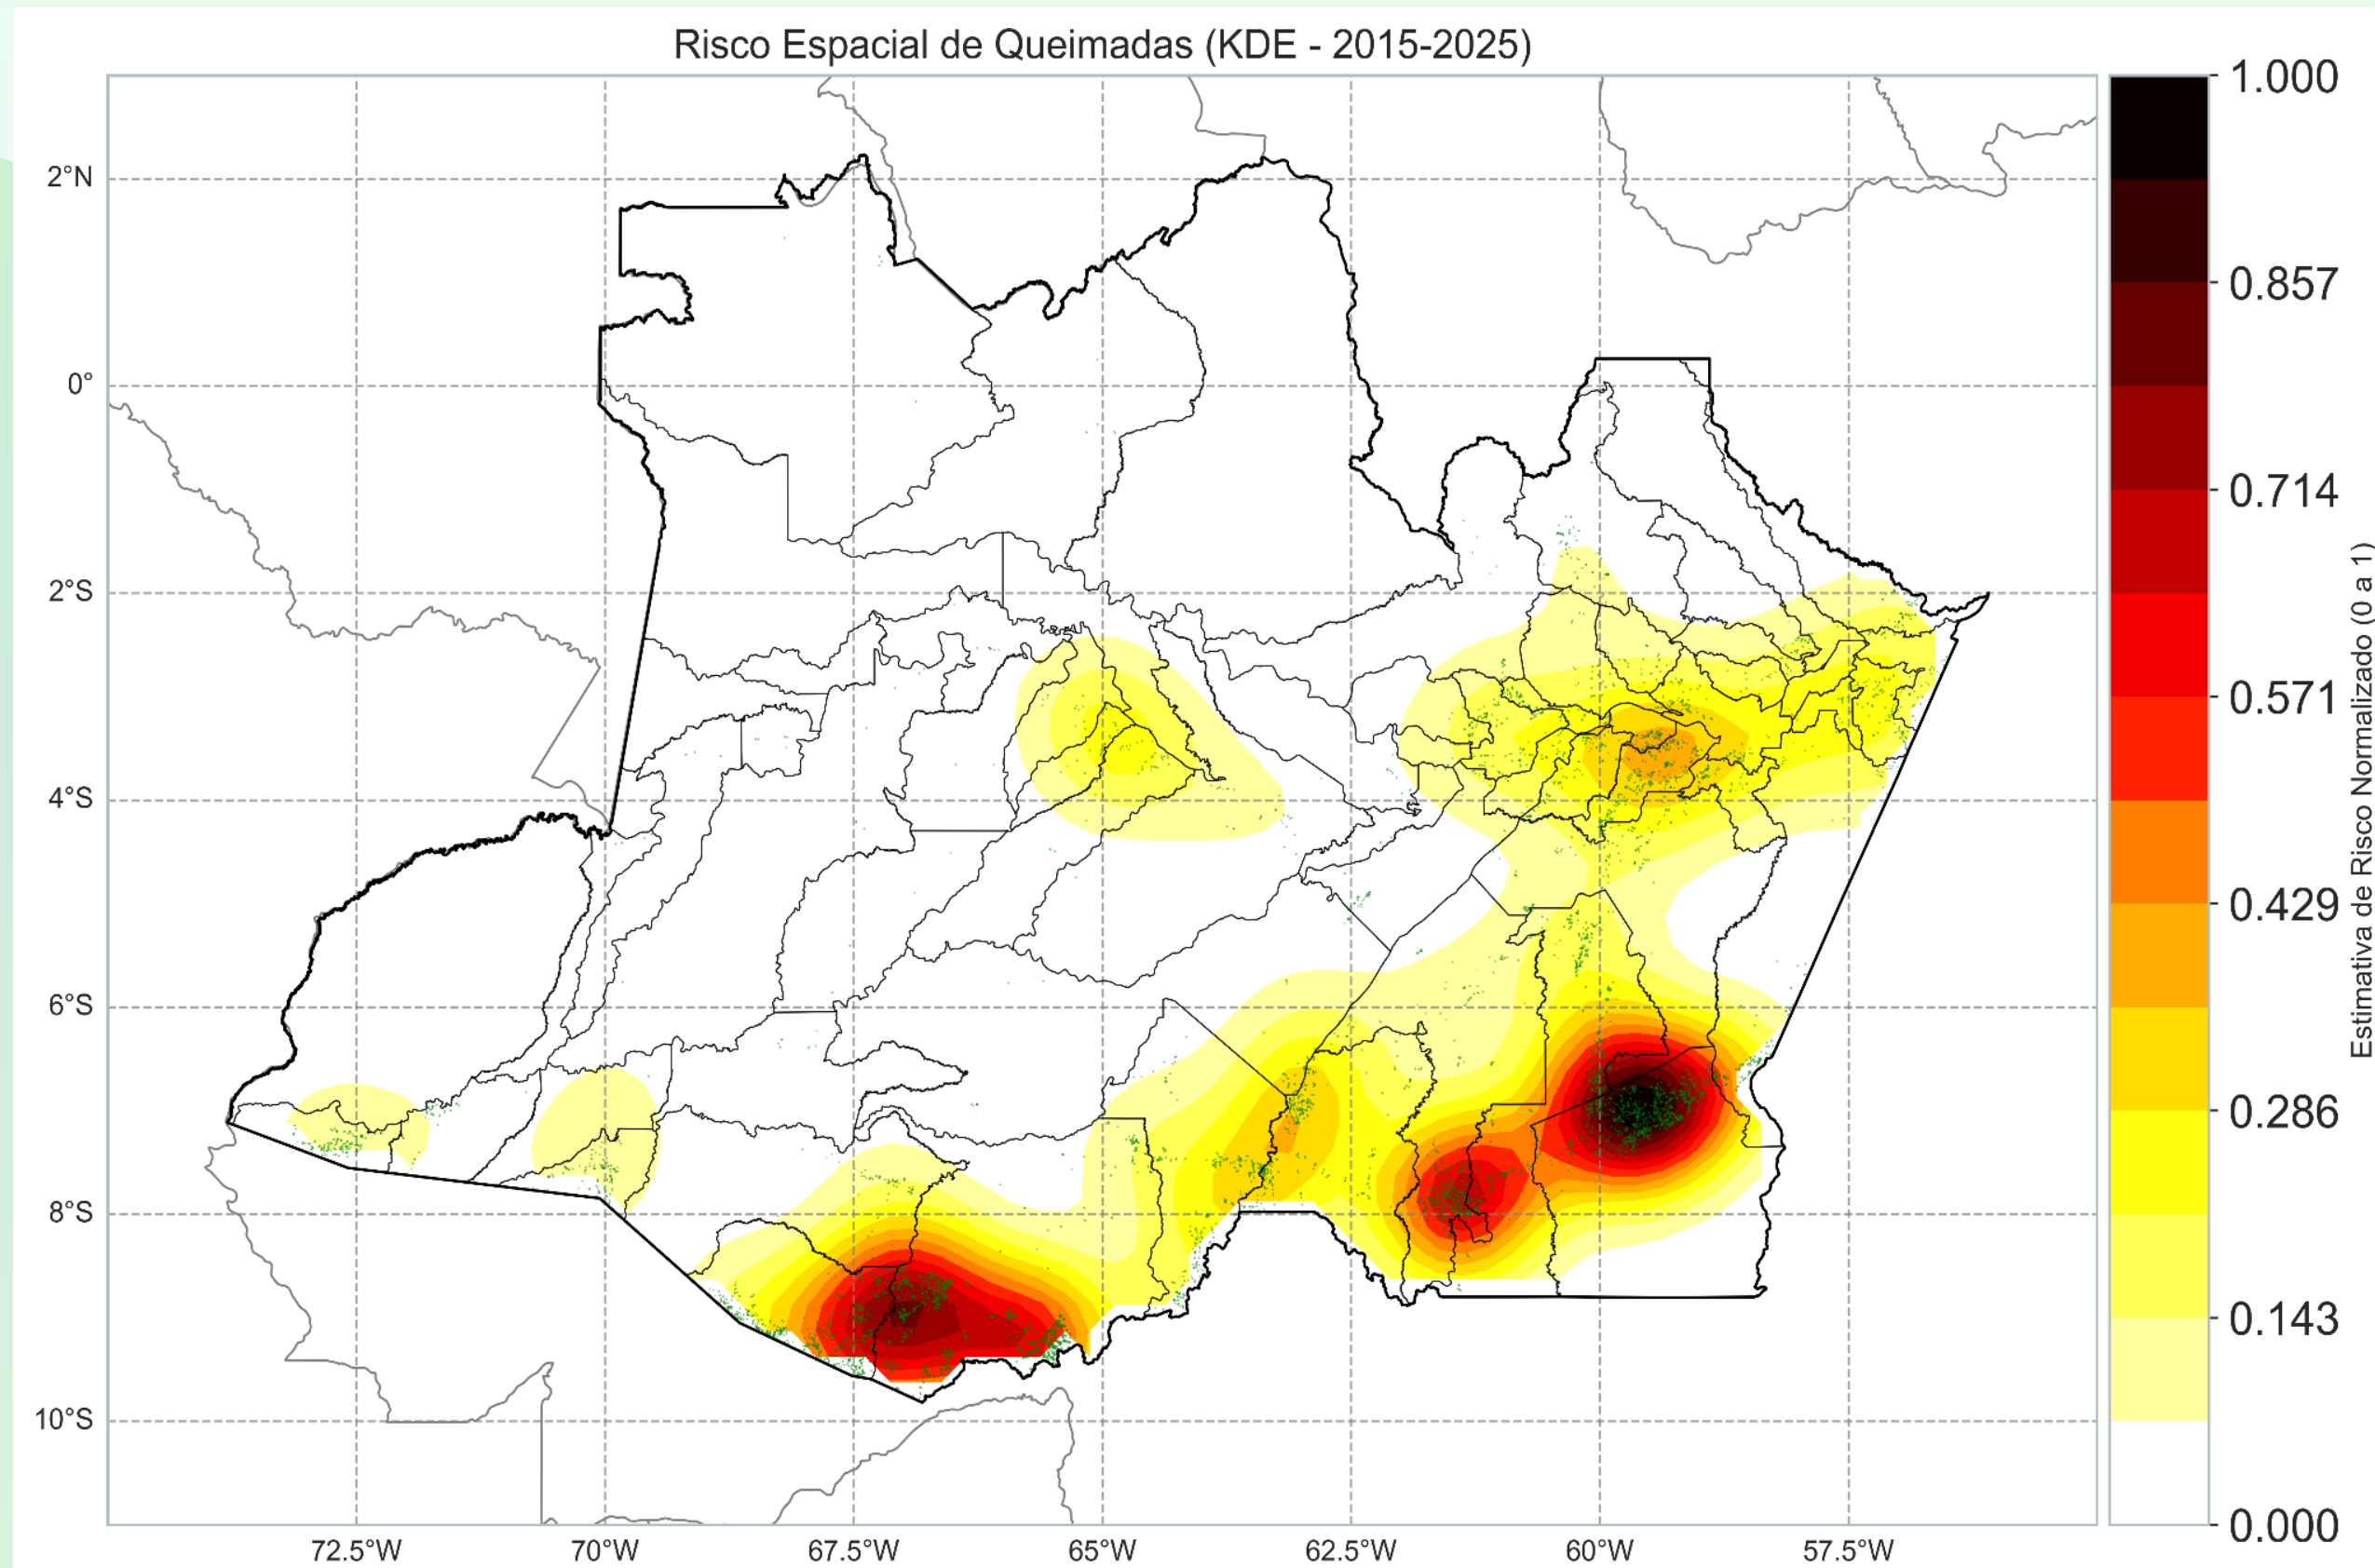 Risco Espacial de Queimadas (KDE - 2015-2025)
2°N
0°
2°S
4°S
6°S
8°S
10°S
72.5°W
70°W
67.5°W
65°W
62.5°W
60°W
57.5°W
1.000
0.857
0.714
0.571
0.429
0.286
0.143
0.000
Estimativa de Risco Normalizado (0 a 1)